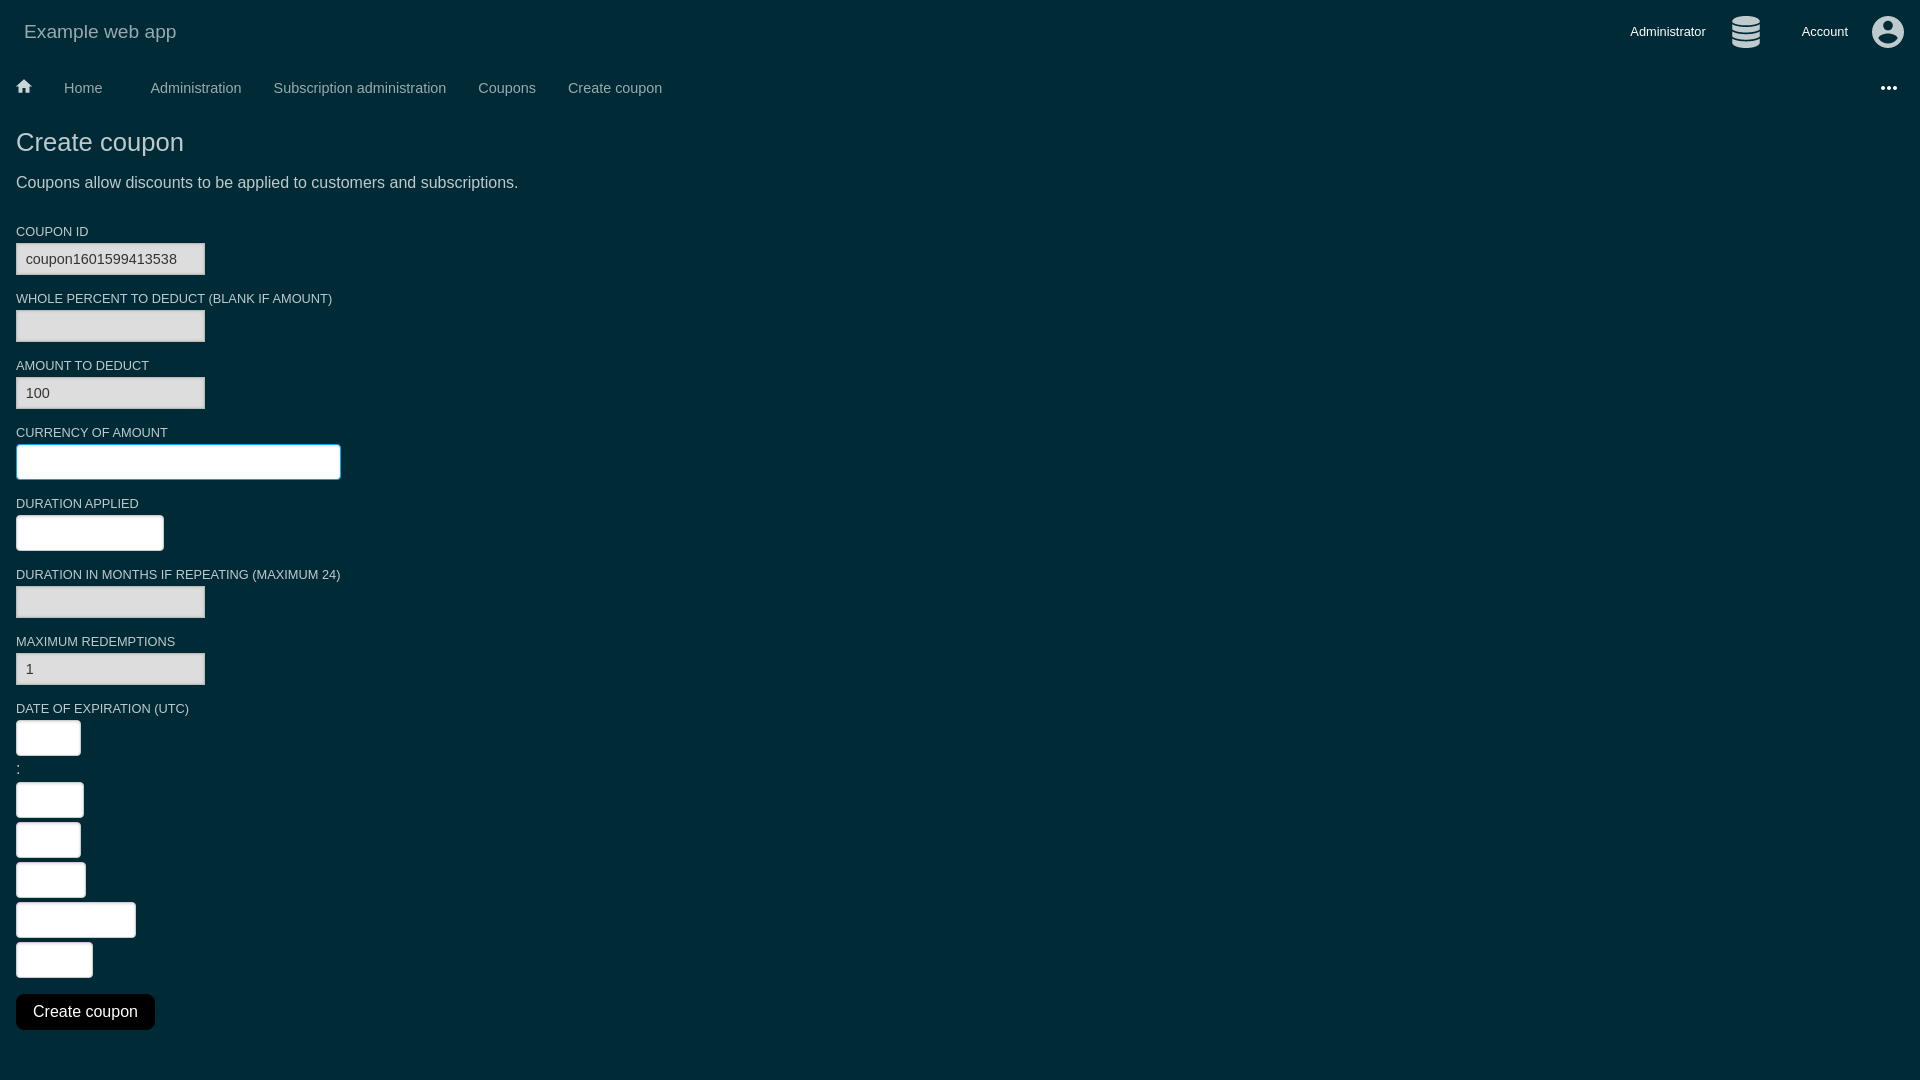 Example web app
Administrator
Account
Home
Administration
Subscription administration
Coupons
Create coupon
Create coupon
Coupons allow discounts to be applied to customers and subscriptions.
COUPON ID
coupon1601599413538
WHOLE PERCENT TO DEDUCT (BLANK IF AMOUNT)
AMOUNT TO DEDUCT
100
CURRENCY OF AMOUNT
DURATION APPLIED
DURATION IN MONTHS IF REPEATING (MAXIMUM 24)
MAXIMUM REDEMPTIONS
1
DATE OF EXPIRATION (UTC)
:
Create coupon